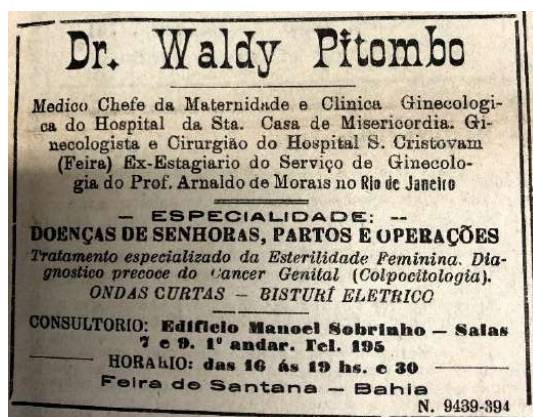 Dr. Waldy Pitombo
Medico Chefe da Maternidade e Clinica Ginecologi-
ca do Hospital da Sta. Casa de Misericordia. Gi-
necologista e Cirurgião do Hospital S. Cristovam
(Feira) Ex-Estagiario do Serviço de Ginecolo-
gia do Prof. Arnaldo de Morais no Rio de Janeiro
— ESPECIALIDADE: --
DOENÇAS DE SENHORAS, PARTOS E OPERAÇÕES
Tratamento especializado da Esterilidade Feminina. Dia-
gnostico precoce do Cancer Genital (Colpocitologia).
ONDAS CURTAS — BISTURÍ ELETRICO
CONSULTORIO: Edificio Manoel Sobrinho — Salas
7 e 9. 1º andar. Tel. 195
HORARIO: das 16 ás 19 hs. e 30
Feira de Santana — Bahia
N. 9439-394